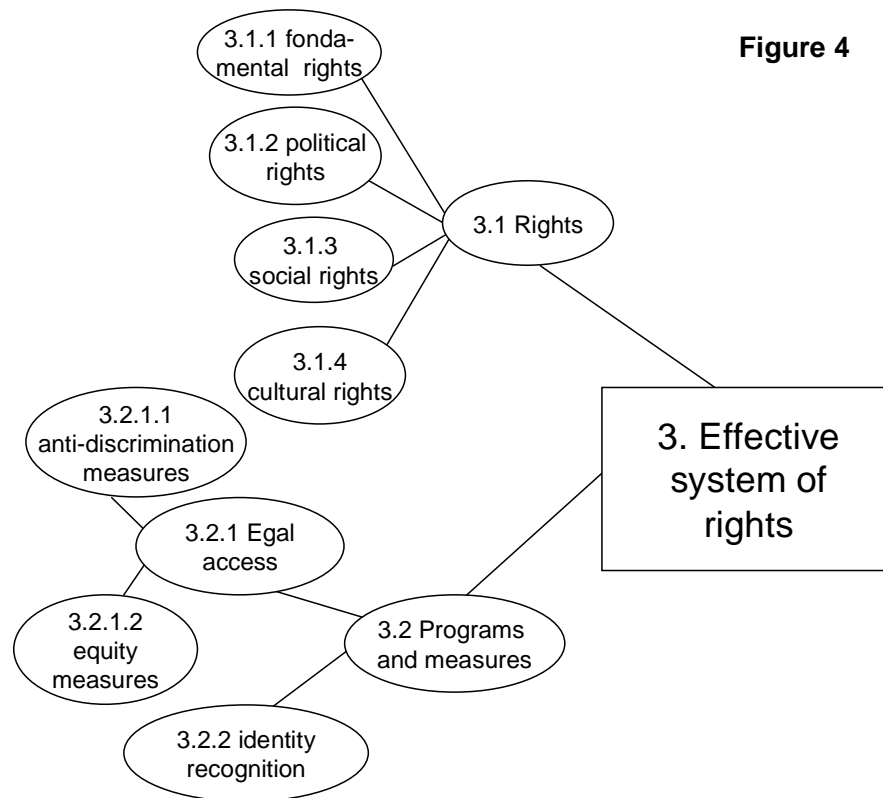 Figure 4
3.1.1 fonda-
mental rights
3.1.2 political
rights
3.1 Rights
3.1.3
social rights
3.1.4
cultural rights
3. Effective
system of
rights
3.2.1.1
anti-discrimination
measures
3.2.1 Egal
access
3.2.1.2
equity
measures
3.2 Programs
and measures
3.2.2 identity
recognition